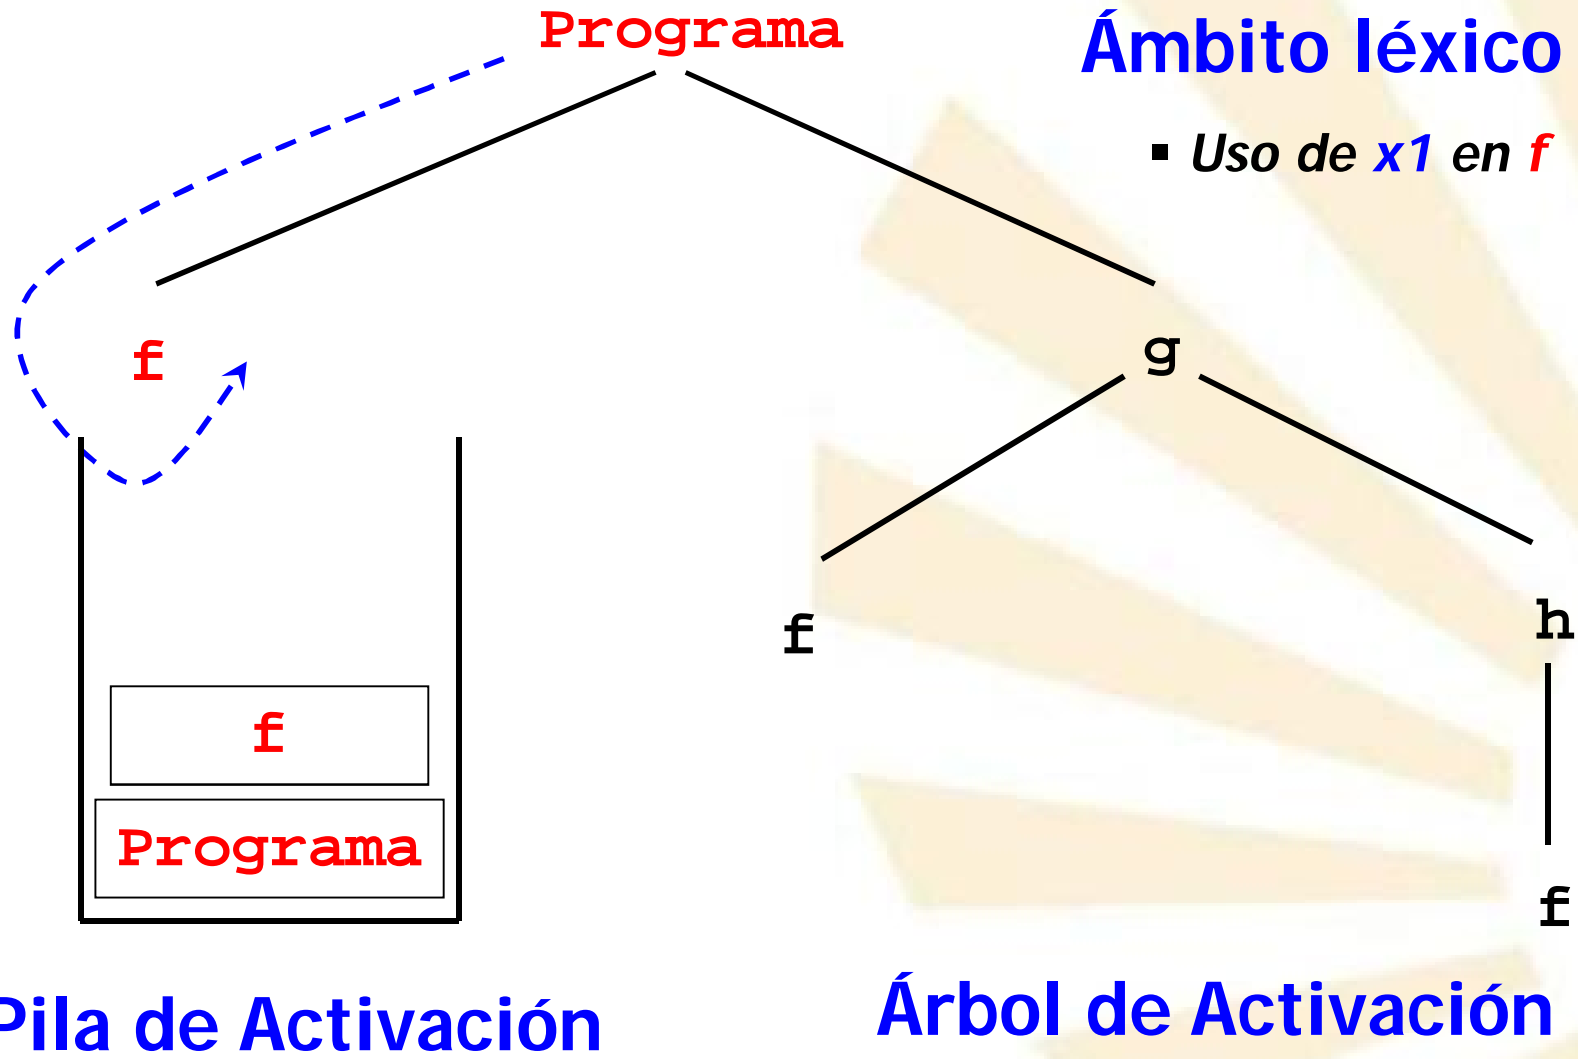 Programa
Ámbito léxico
▪ Uso de x1 en f
f
g
f
h
f
Programa
f
Pila de Activación
Árbol de Activación